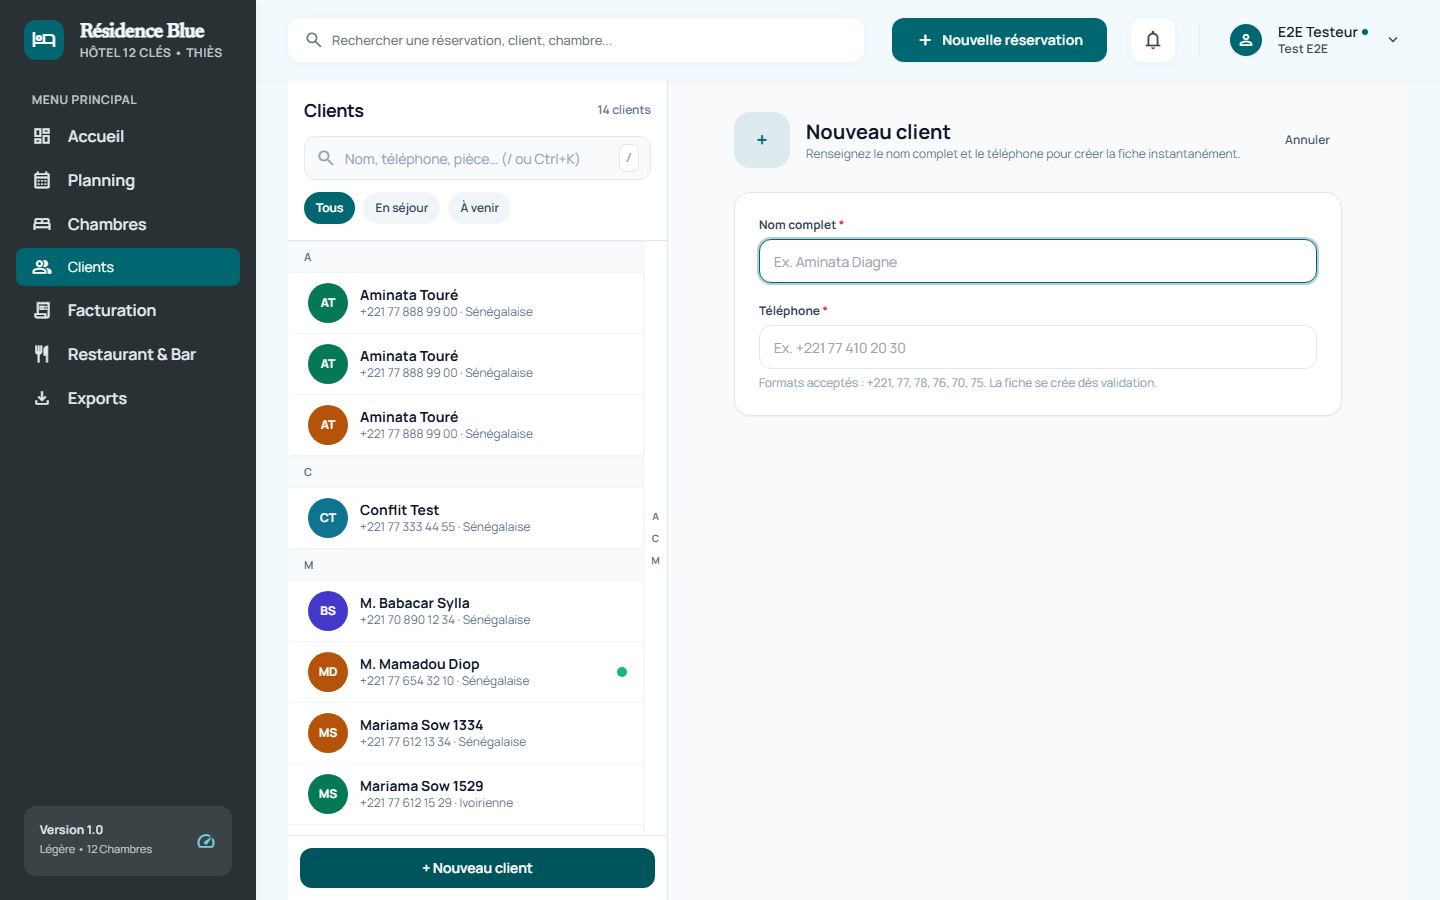 Résidence Blue
HÔTEL 12 CLÉS • THIÈS
MENU PRINCIPAL
Accueil
Planning
Chambres
Clients
Facturation
Restaurant & Bar
Exports
Version 1.0
Légère • 12 Chambres
Rechercher une réservation, client, chambre...
+ Nouvelle réservation
E2E Testeur
Test E2E
Clients
14 clients
Nom, téléphone, pièce... (/ ou Ctrl+K)
/
Tous
En séjour
À venir
A
AT
Aminata Touré
+221 77 888 99 00 · Sénégalaise
AT
Aminata Touré
+221 77 888 99 00 · Sénégalaise
AT
Aminata Touré
+221 77 888 99 00 · Sénégalaise
C
CT
Conflit Test
+221 77 333 44 55 · Sénégalaise
M
BS
M. Babacar Sylla
+221 70 890 12 34 · Sénégalaise
MD
M. Mamadou Diop
+221 77 654 32 10 · Sénégalaise
MS
Mariama Sow 1334
+221 77 612 13 34 · Sénégalaise
MS
Mariama Sow 1529
+221 77 612 15 29 · Ivoirienne
A
C
M
+ Nouveau client
+
Nouveau client
Renseignez le nom complet et le téléphone pour créer la fiche instantanément.
Annuler
Nom complet *
Ex. Aminata Diagne
Téléphone *
Ex. +221 77 410 20 30
Formats acceptés : +221, 77, 78, 76, 70, 75. La fiche se crée dès validation.